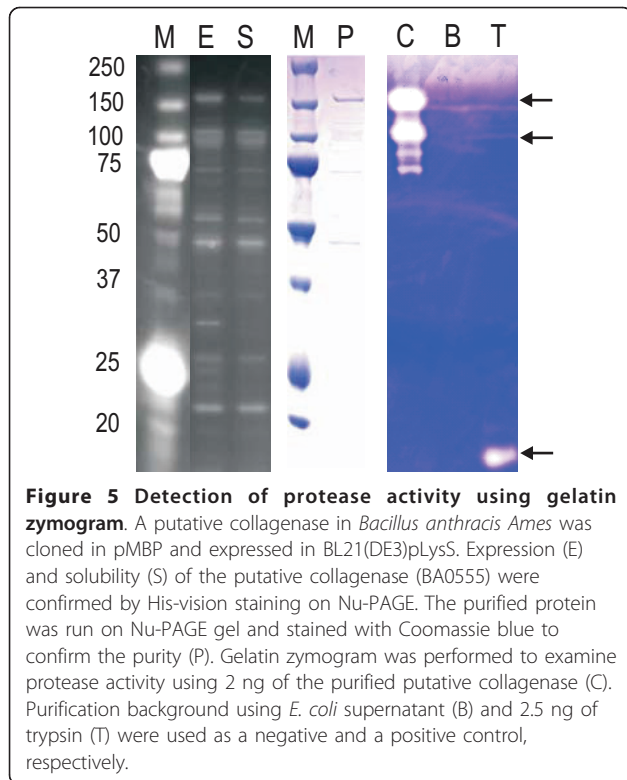 M E S M P C B T
250
150
100
75
50
37
25
20
Figure 5 Detection of protease activity using gelatin
zymogram. A putative collagenase in Bacillus anthracis Ames was
cloned in pMBP and expressed in BL21(DE3)pLysS. Expression (E)
and solubility (S) of the putative collagenase (BA0555) were
confirmed by His-vision staining on Nu-PAGE. The purified protein
was run on Nu-PAGE gel and stained with Coomassie blue to
confirm the purity (P). Gelatin zymogram was performed to examine
protease activity using 2 ng of the purified putative collagenase (C).
Purification background using E. coli supernatant (B) and 2.5 ng of
trypsin (T) were used as a negative and a positive control,
respectively.